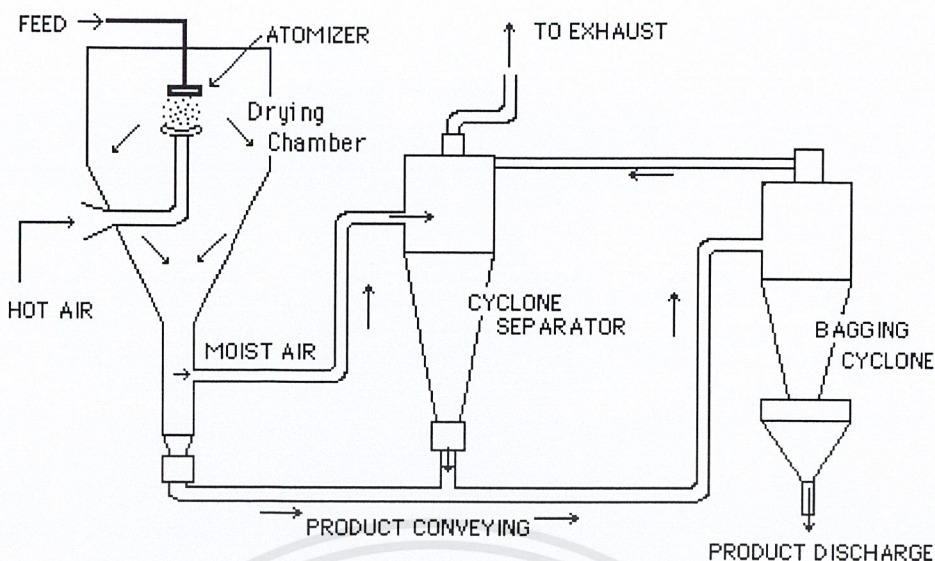 FEED
ATOMIZER
TO EXHAUST
Drying
Chamber
HOT AIR
MOIST AIR
CYCLONE
SEPARATOR
BAGGING
CYCLONE
PRODUCT CONVEYING
PRODUCT DISCHARGE